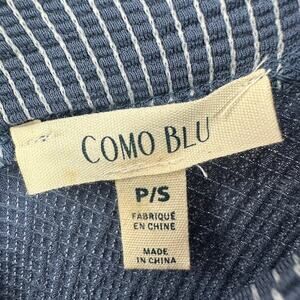 COMO BLU
P/S
FABRIQUÉ
EN CHINE
MADE
IN CHINA